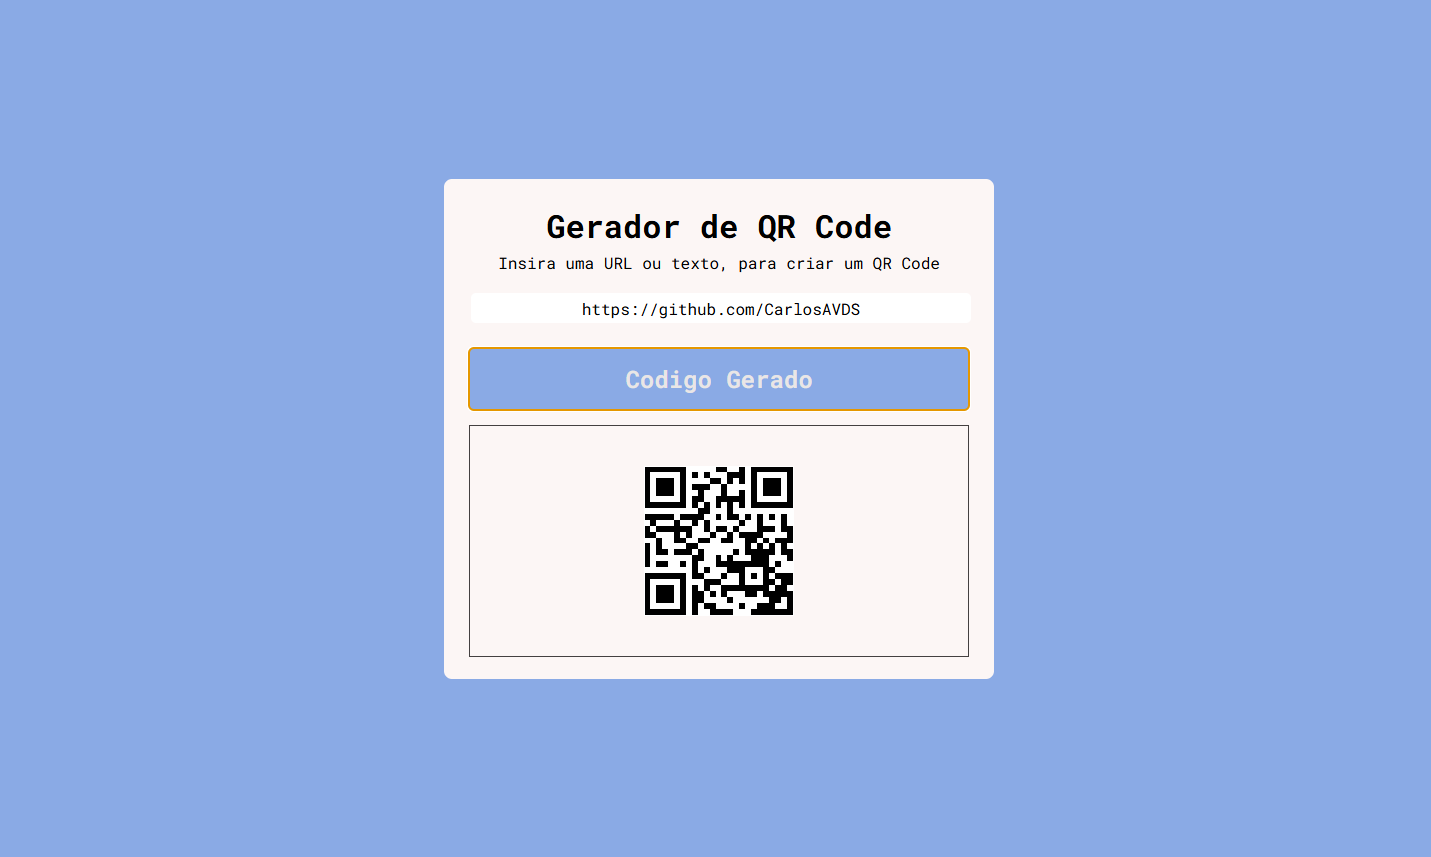 Gerador de QR Code
Insira uma URL ou texto, para criar um QR Code
https://github.com/CarlosAVDS
Codigo Gerado